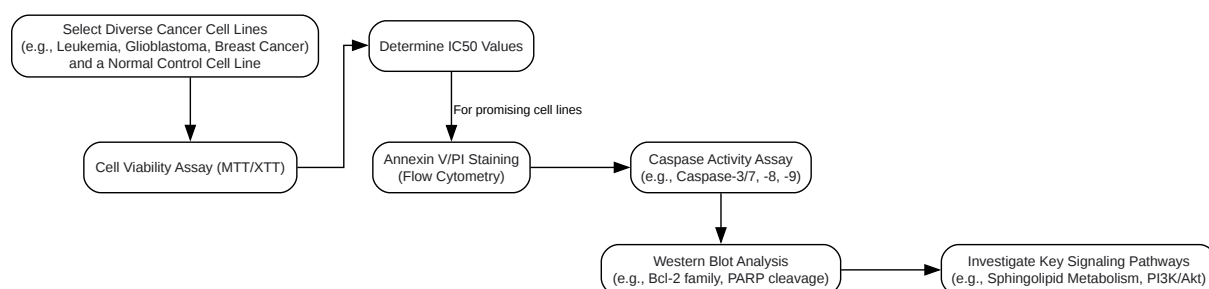 Select Diverse Cancer Cell Lines
(e.g., Leukemia, Glioblastoma, Breast Cancer)
and a Normal Control Cell Line
Cell Viability Assay (MTT/XTT)
Determine IC50 Values
For promising cell lines
Annexin V/PI Staining
(Flow Cytometry)
Caspase Activity Assay
(e.g., Caspase-3/7, -8, -9)
Western Blot Analysis
(e.g., Bcl-2 family, PARP cleavage)
Investigate Key Signaling Pathways
(e.g., Sphingolipid Metabolism, PI3K/Akt)